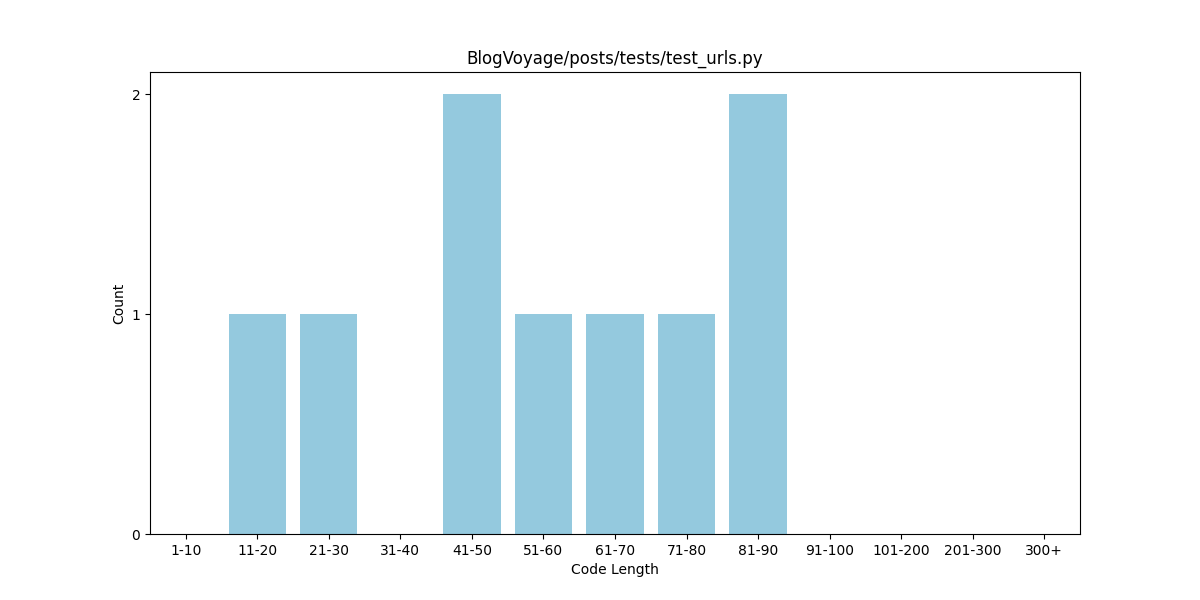 BlogVoyage/posts/tests/test_urls.py
2
1
0
Count
1-10 11-20 21-30 31-40 41-50 51-60 61-70 71-80 81-90 91-100 101-200 201-300 300+
Code Length